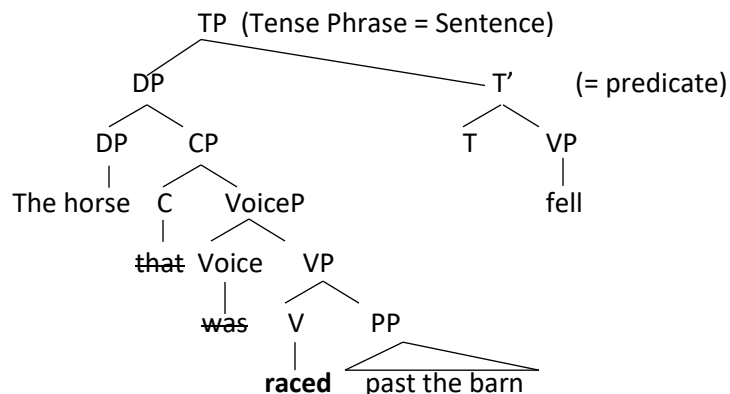 TP (Tense Phrase = Sentence)
DP T’ (= predicate)
DP CP T VP
The horse C VoiceP fell
that Voice VP
was V PP
raced past the barn